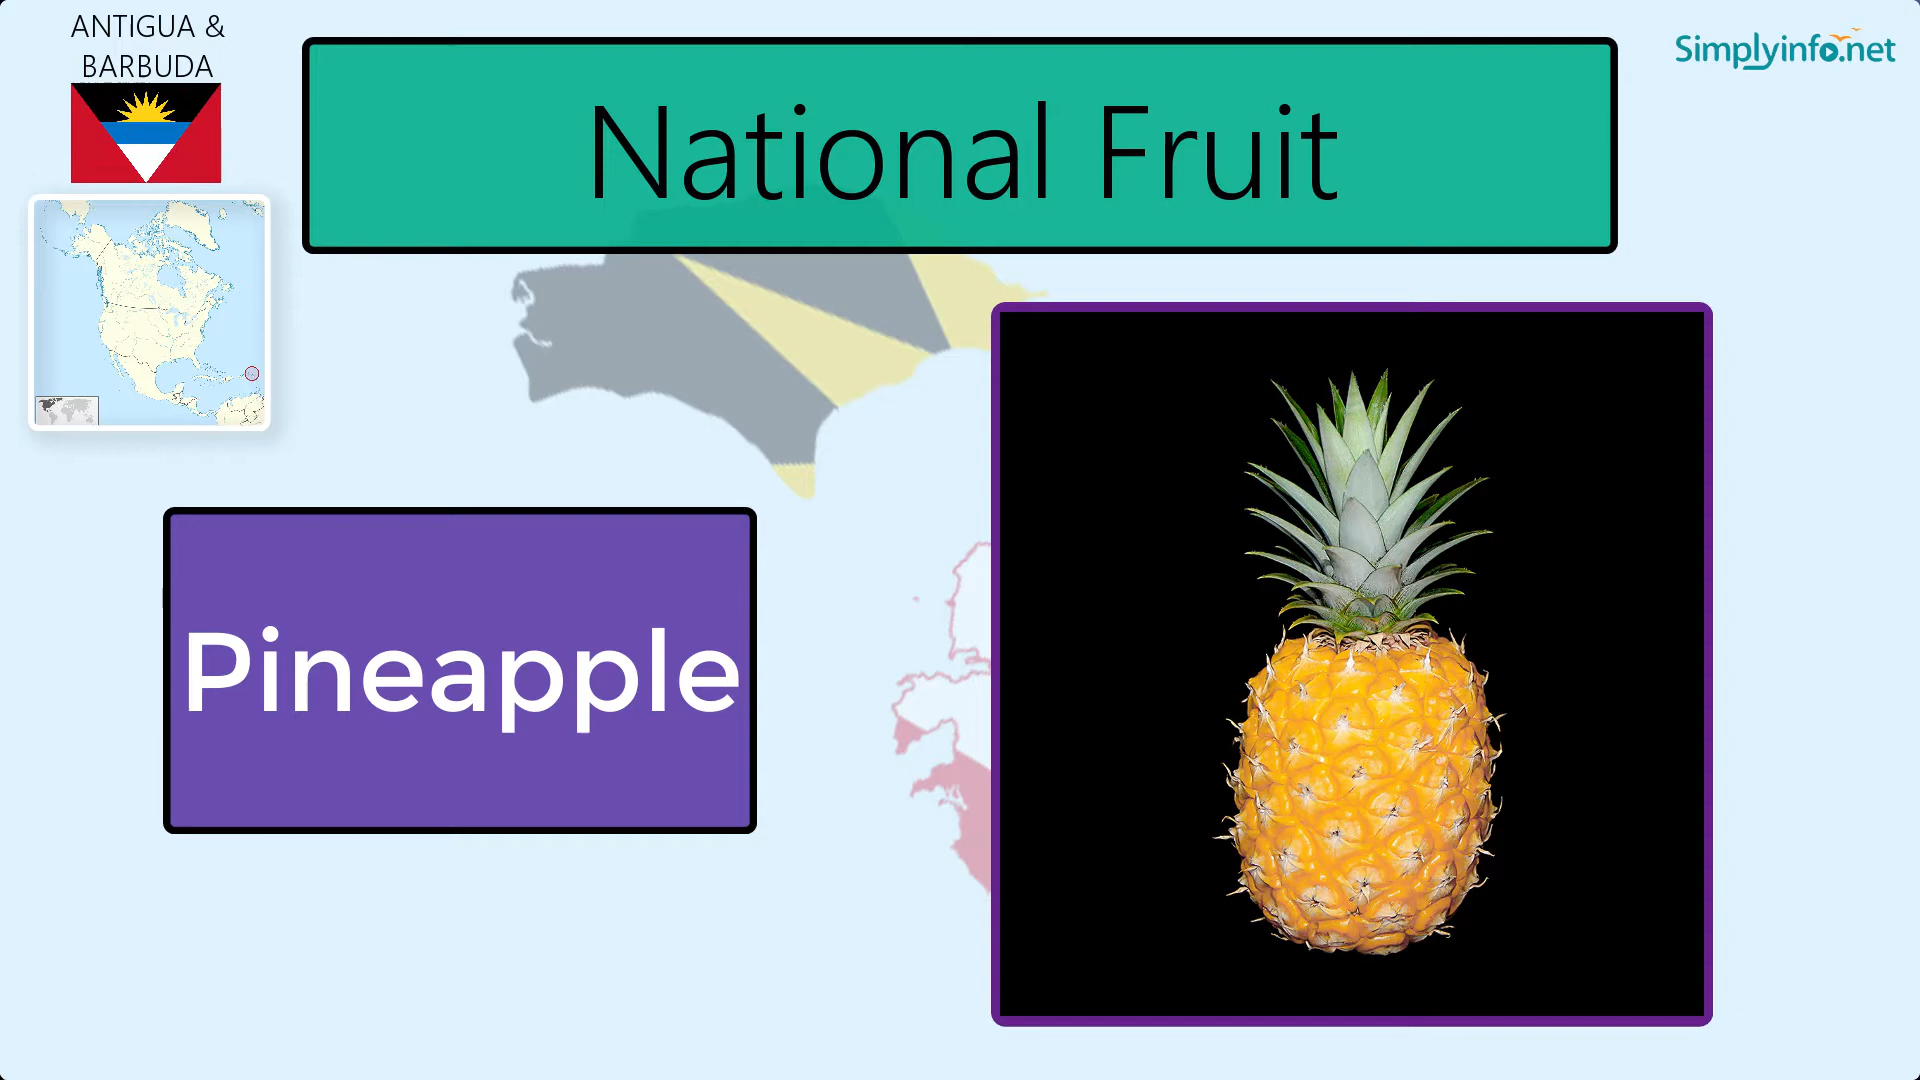 ANTIGUA &
BARBUDA
National Fruit
Simplyinfo.net
Pineapple